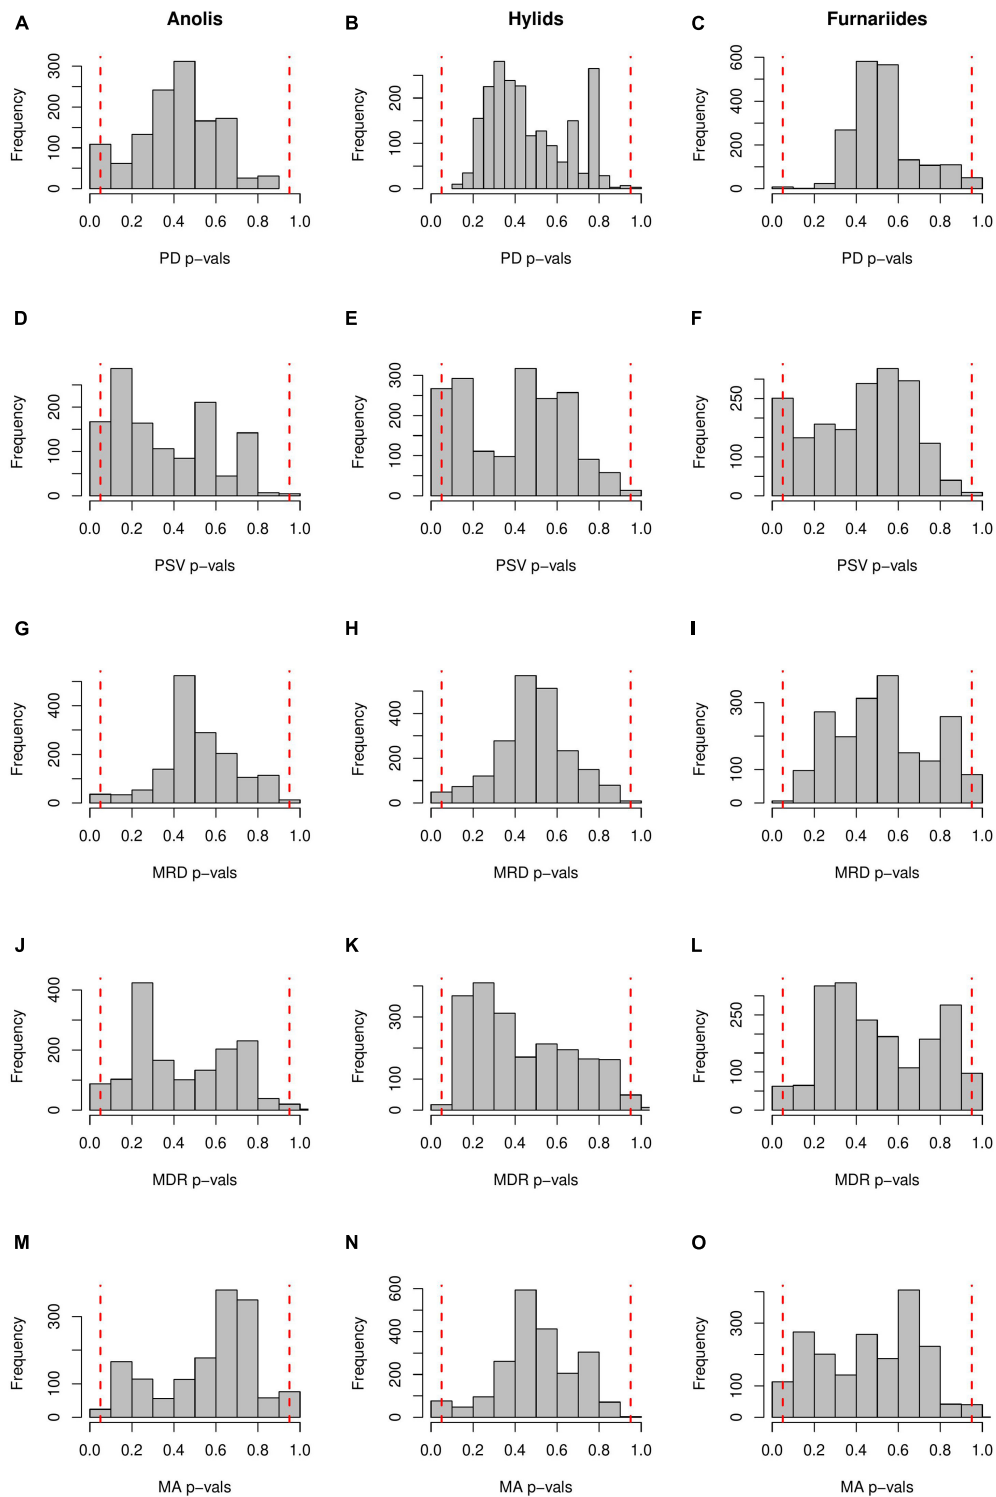 A Anolis B Hylids C Furnariides
Frequency 0 100 200 300 Frequency 0 50 100 200 Frequency 0 200 400 600
0.0 0.2 0.4 0.6 0.8 1.0 0.0 0.2 0.4 0.6 0.8 1.0 0.0 0.2 0.4 0.6 0.8 1.0
PD p−vals PD p−vals PD p−vals
D E F
Frequency 0 100 200 Frequency 0 100 200 300 Frequency 0 100 250
0.0 0.2 0.4 0.6 0.8 1.0 0.0 0.2 0.4 0.6 0.8 1.0 0.0 0.2 0.4 0.6 0.8 1.0
PSV p−vals PSV p−vals PSV p−vals
G H I
Frequency 0 200 400 Frequency 0 200 400 Frequency 0 100 300
0.0 0.2 0.4 0.6 0.8 1.0 0.0 0.2 0.4 0.6 0.8 1.0 0.0 0.2 0.4 0.6 0.8 1.0
MRD p−vals MRD p−vals MRD p−vals
J K L
Frequency 0 200 400 Frequency 0 100 300 Frequency 0 100 250
0.0 0.2 0.4 0.6 0.8 1.0 0.0 0.2 0.4 0.6 0.8 1.0 0.0 0.2 0.4 0.6 0.8 1.0
MDR p−vals MDR p−vals MDR p−vals
M N O
Frequency 0 100 300 Frequency 0 200 400 600 Frequency 0 100 300
0.0 0.2 0.4 0.6 0.8 1.0 0.0 0.2 0.4 0.6 0.8 1.0 0.0 0.2 0.4 0.6 0.8 1.0
MA p−vals MA p−vals MA p−vals